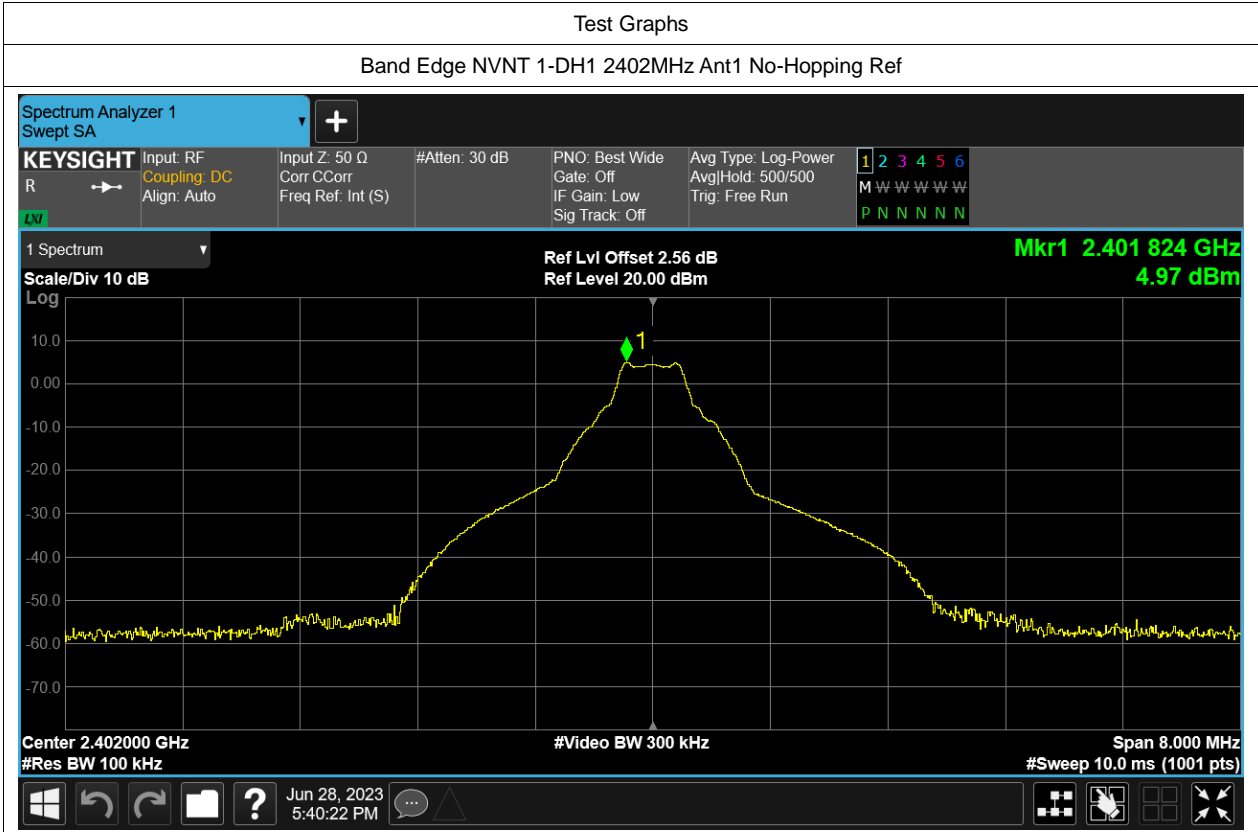 Test Graphs
Band Edge NVNT 1-DH1 2402MHz Ant1 No-Hopping Ref
Spectrum Analyzer 1
Swept SA
KEYSIGHT
R
LXI
Input: RF
Coupling: DC
Align: Auto
Input Z: 50 Ω
Corr CCorr
Freq Ref: Int (S)
#Atten: 30 dB
PNO: Best Wide
Gate: Off
IF Gain: Low
Sig Track: Off
Avg Type: Log-Power
Avg|Hold: 500/500
Trig: Free Run
1 2 3 4 5 6
M W W W W W
P N N N N N
1 Spectrum
Scale/Div 10 dB
Log
Ref Lvl Offset 2.56 dB
Ref Level 20.00 dBm
Mkr1 2.401 824 GHz
4.97 dBm
1
10.0
0.00
-10.0
-20.0
-30.0
-40.0
-50.0
-60.0
-70.0
Center 2.402000 GHz
#Res BW 100 kHz
#Video BW 300 kHz
Span 8.000 MHz
#Sweep 10.0 ms (1001 pts)
?
Jun 28, 2023
5:40:22 PM